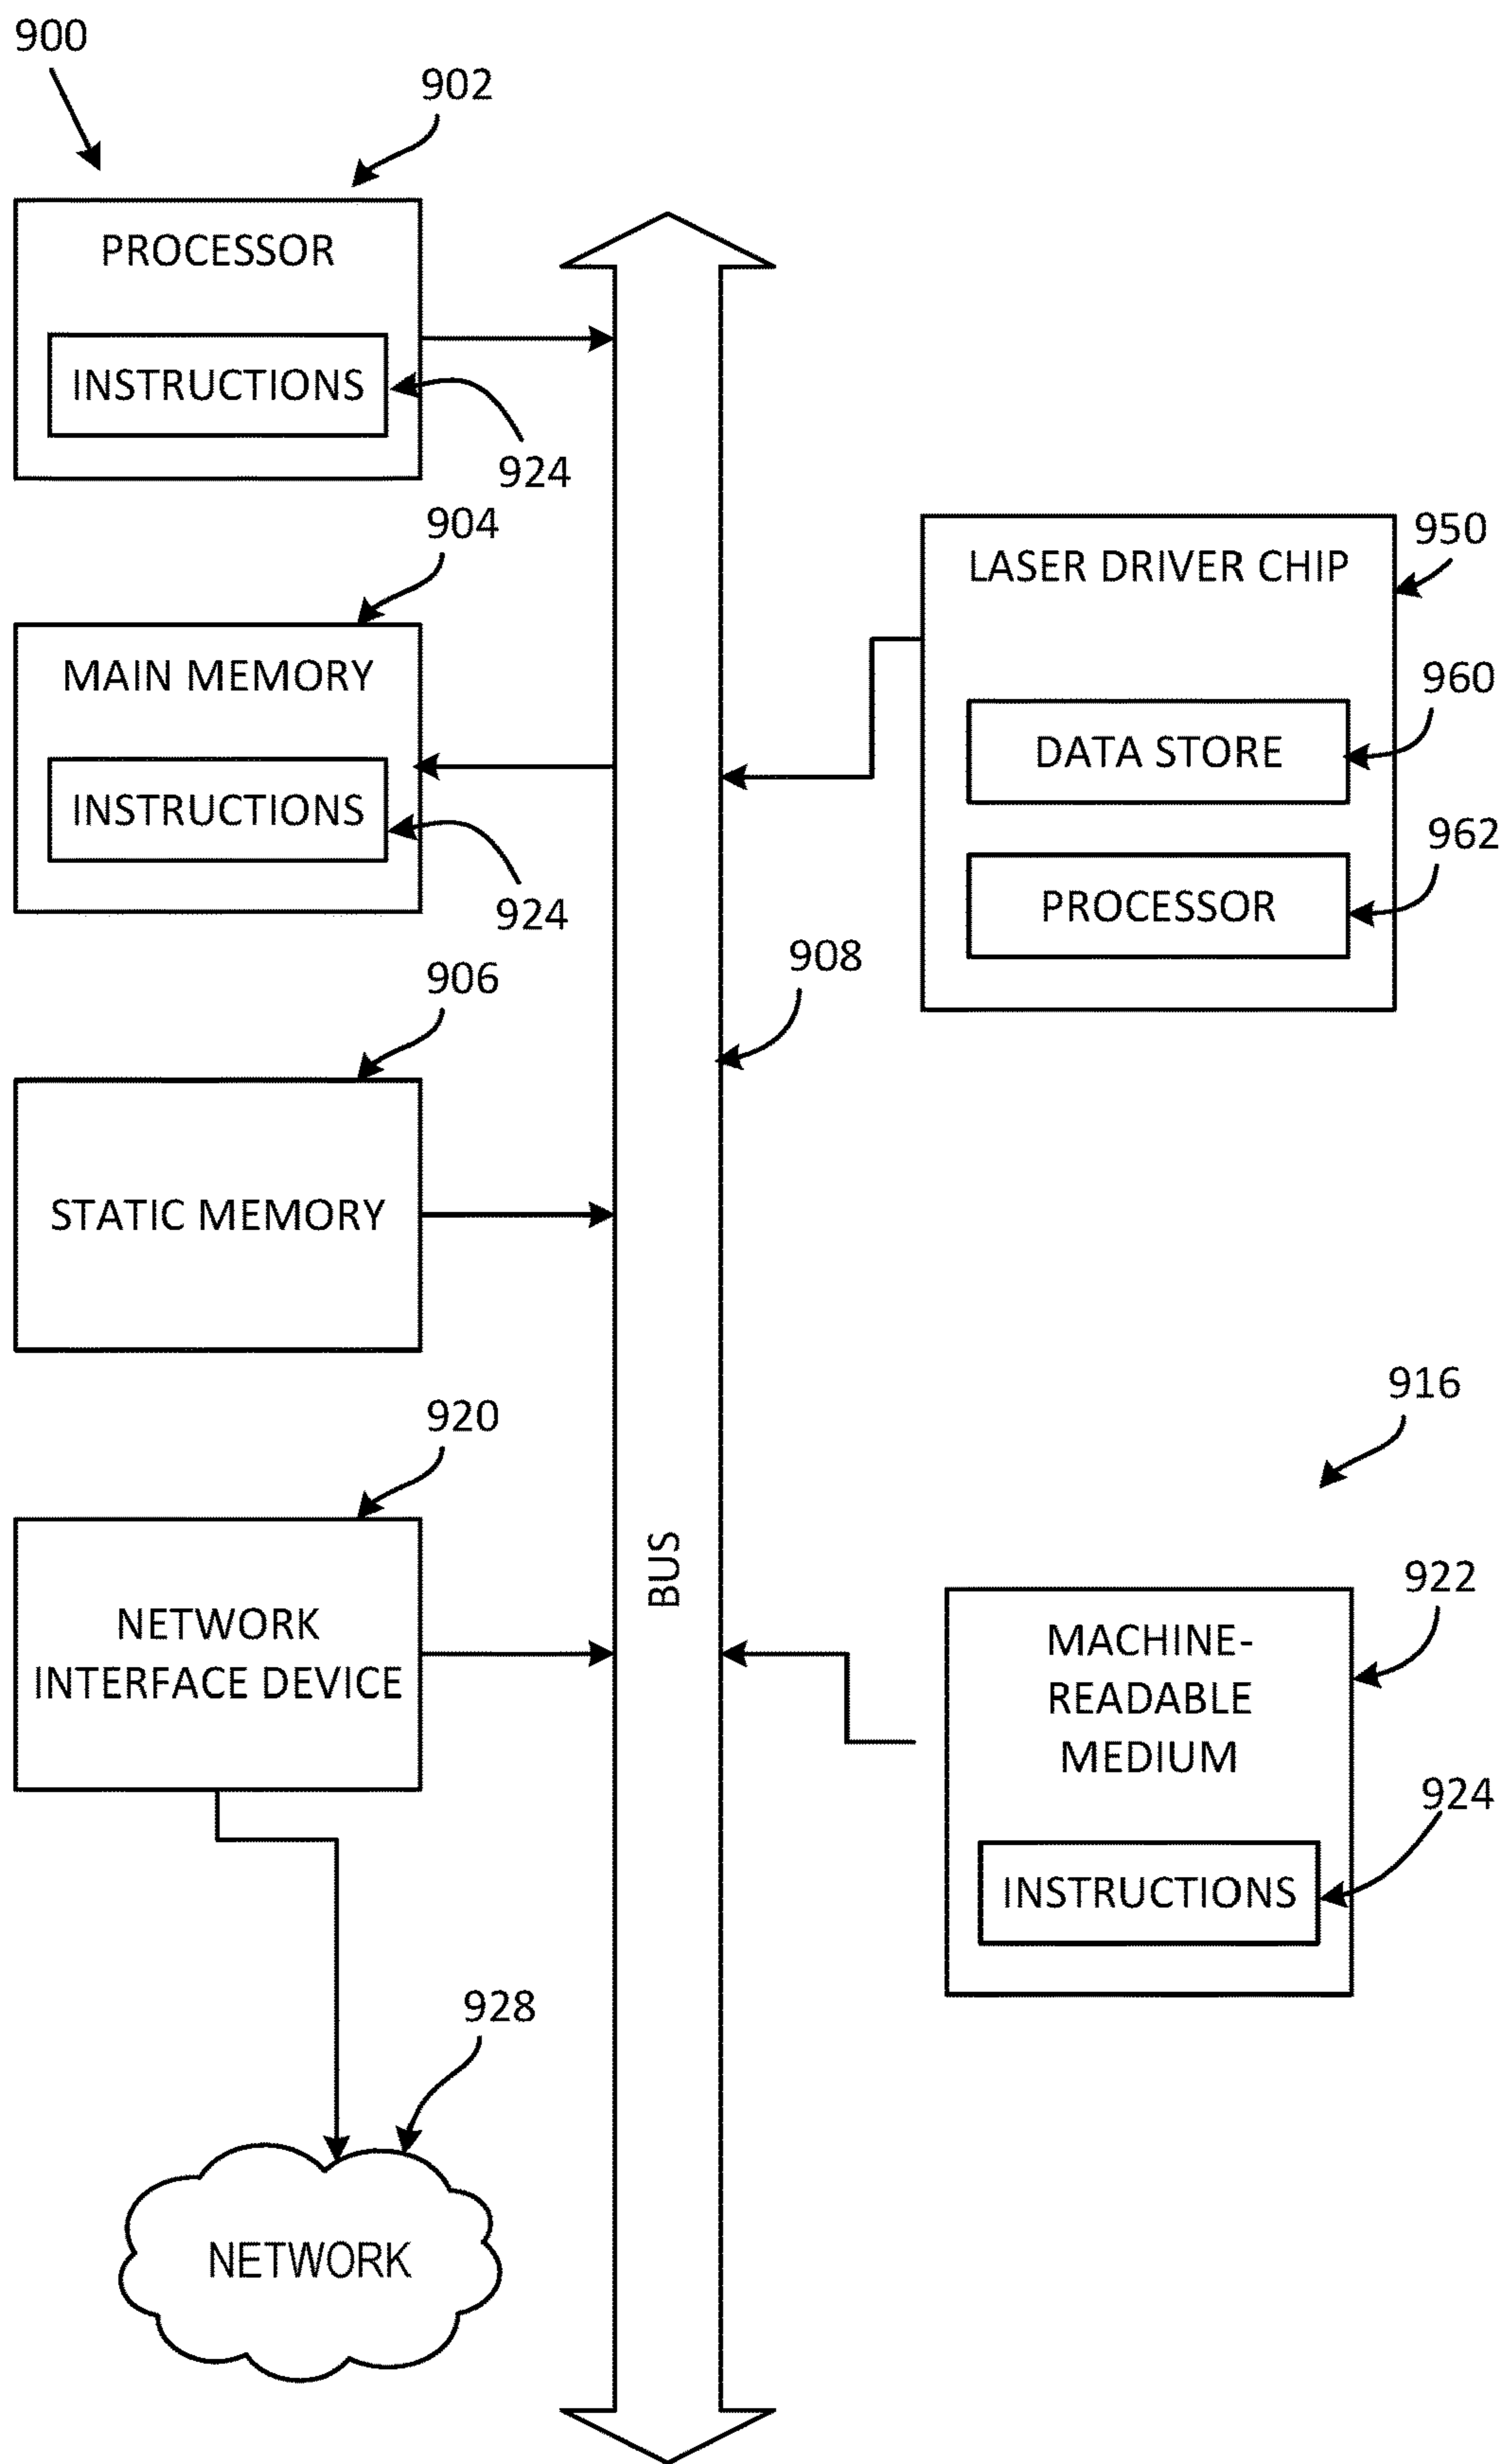 900
902
PROCESSOR
INSTRUCTIONS
924
904
MAIN MEMORY
INSTRUCTIONS
924
906
STATIC MEMORY
920
NETWORK
INTERFACE DEVICE
928
NETWORK
BUS
908
950
LASER DRIVER CHIP
960
DATA STORE
962
PROCESSOR
916
922
MACHINE-
READABLE
MEDIUM
924
INSTRUCTIONS